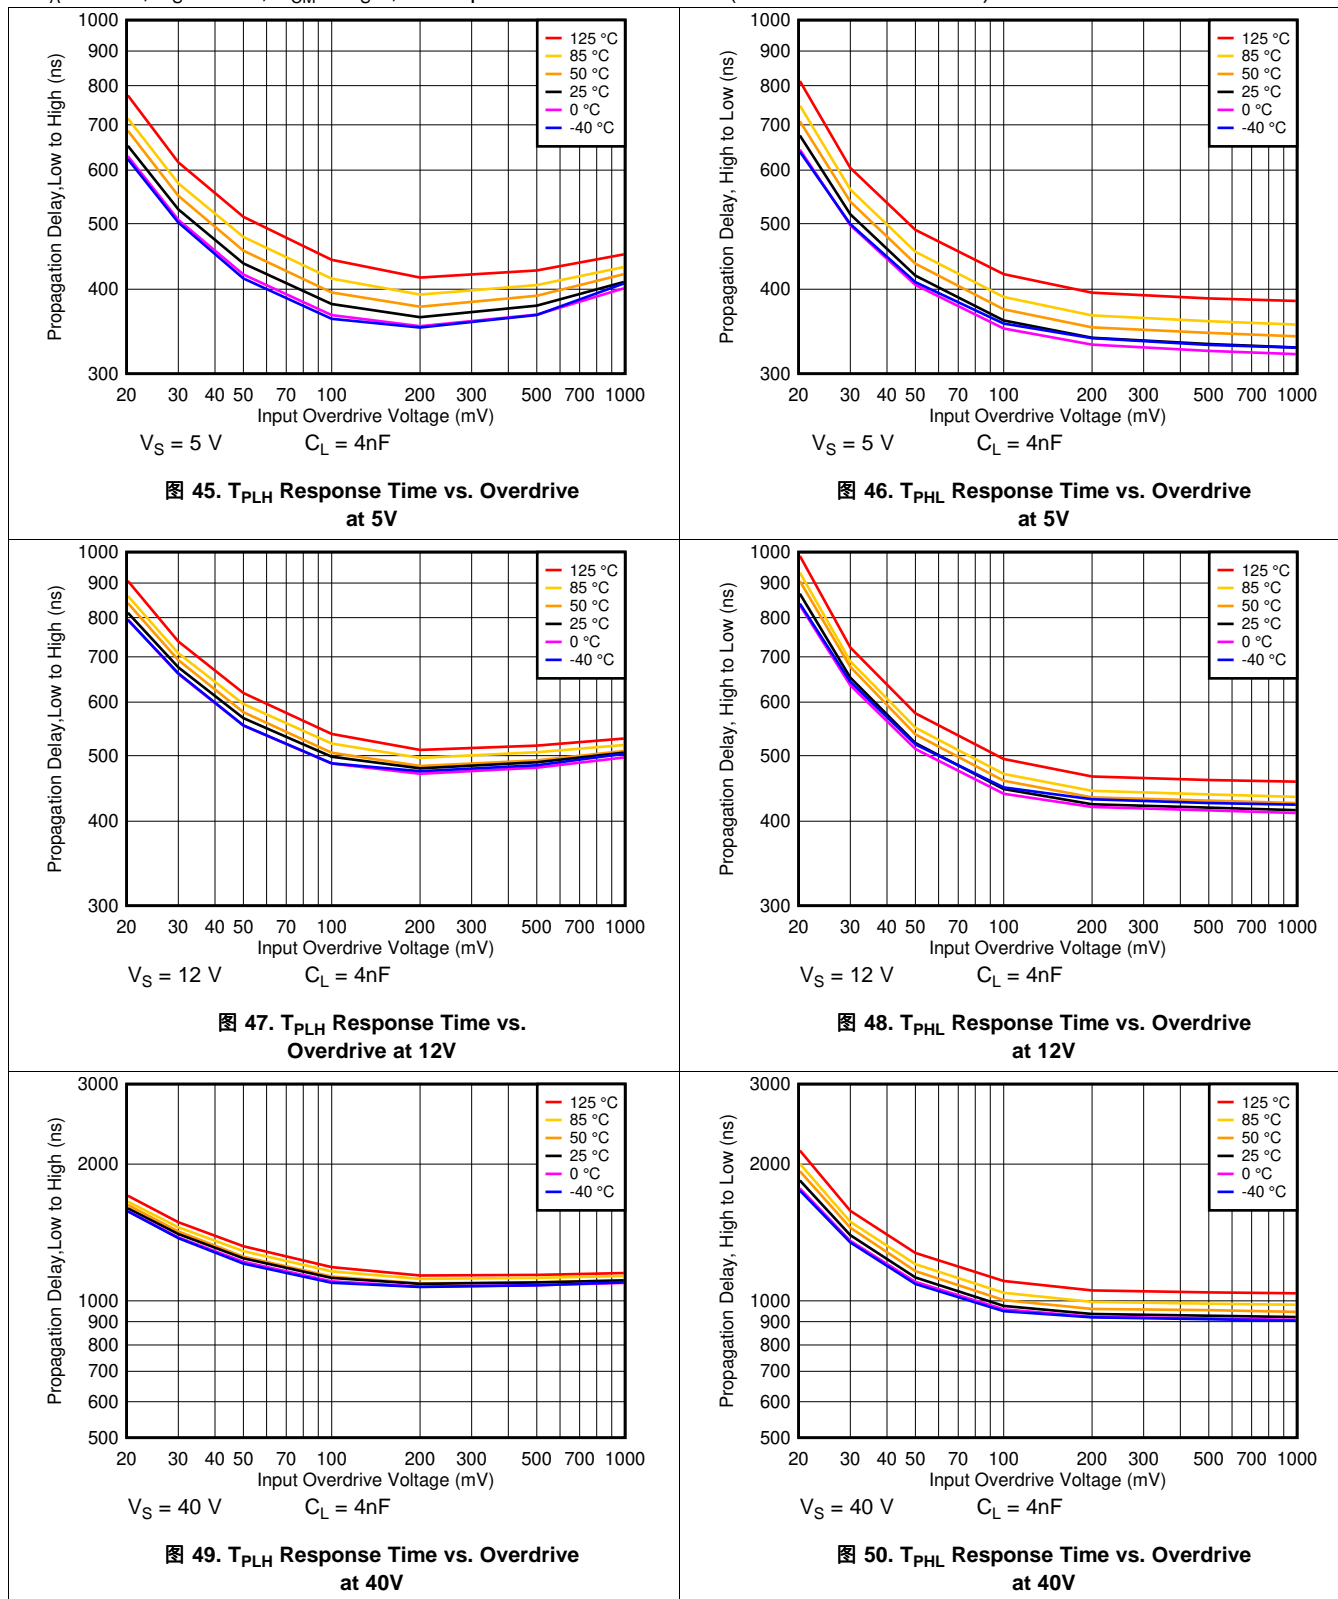 1000
900
800
700
600
500
400
300
Propagation Delay,Low to High (ns)
125 °C
85 °C
50 °C
25 °C
0 °C
-40 °C
20 30 50 70 100 200 300 500 700 1000
Input Overdrive Voltage (mV)
VS = 5 V CL = 4nF
图 45. TPLH Response Time vs. Overdrive
at 5V
1000
900
800
700
600
500
400
300
Propagation Delay, High to Low (ns)
125 °C
85 °C
50 °C
25 °C
0 °C
-40 °C
20 30 40 50 70 100 200 300 500 700 1000
Input Overdrive Voltage (mV)
VS = 5 V CL = 4nF
图 46. TPHL Response Time vs. Overdrive
at 5V
1000
900
800
700
600
500
400
300
Propagation Delay,Low to High (ns)
125 °C
85 °C
50 °C
25 °C
0 °C
-40 °C
20 30 40 50 70 100 200 300 500 700 1000
Input Overdrive Voltage (mV)
VS = 12 V CL = 4nF
图 47. TPLH Response Time vs.
Overdrive at 12V
1000
900
800
700
600
500
400
300
Propagation Delay, High to Low (ns)
125 °C
85 °C
50 °C
25 °C
0 °C
-40 °C
20 30 40 50 70 100 200 300 500 700 1000
Input Overdrive Voltage (mV)
VS = 12 V CL = 4nF
图 48. TPHL Response Time vs. Overdrive
at 12V
3000
2000
1000
900
800
700
600
500
Propagation Delay,Low to High (ns)
125 °C
85 °C
50 °C
25 °C
0 °C
-40 °C
20 30 40 50 70 100 200 300 500 700 1000
Input Overdrive Voltage (mV)
VS = 40 V CL = 4nF
图 49. TPLH Response Time vs. Overdrive
at 40V
3000
2000
1000
900
800
700
600
500
Propagation Delay, High to Low (ns)
125 °C
85 °C
50 °C
25 °C
0 °C
-40 °C
20 30 40 50 70 100 200 300 500 700 1000
Input Overdrive Voltage (mV)
VS = 40 V CL = 4nF
图 50. TPHL Response Time vs. Overdrive
at 40V